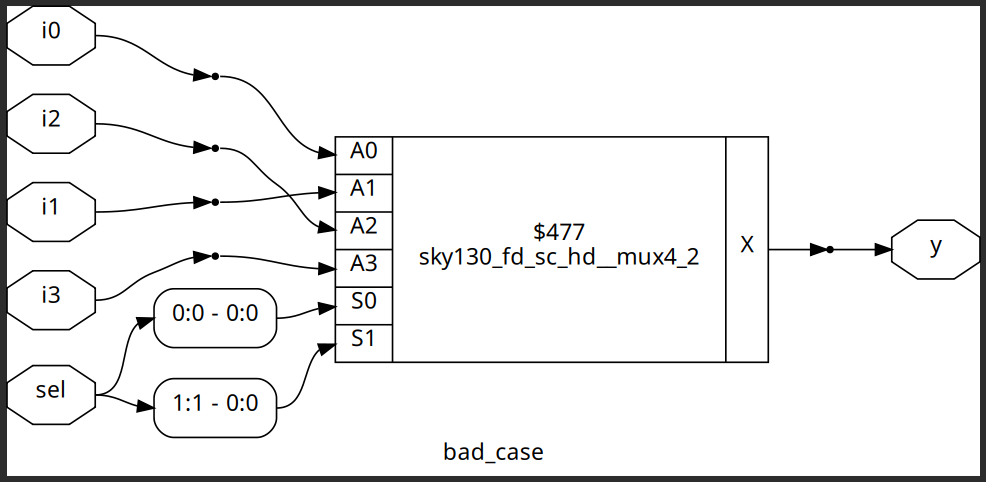 i0
i2
i1
i3
sel
0:0 - 0:0
1:1 - 0:0
A0
A1
A2
A3
S0
S1
$477
sky130_fd_sc_hd__mux4_2
X
y
bad_case